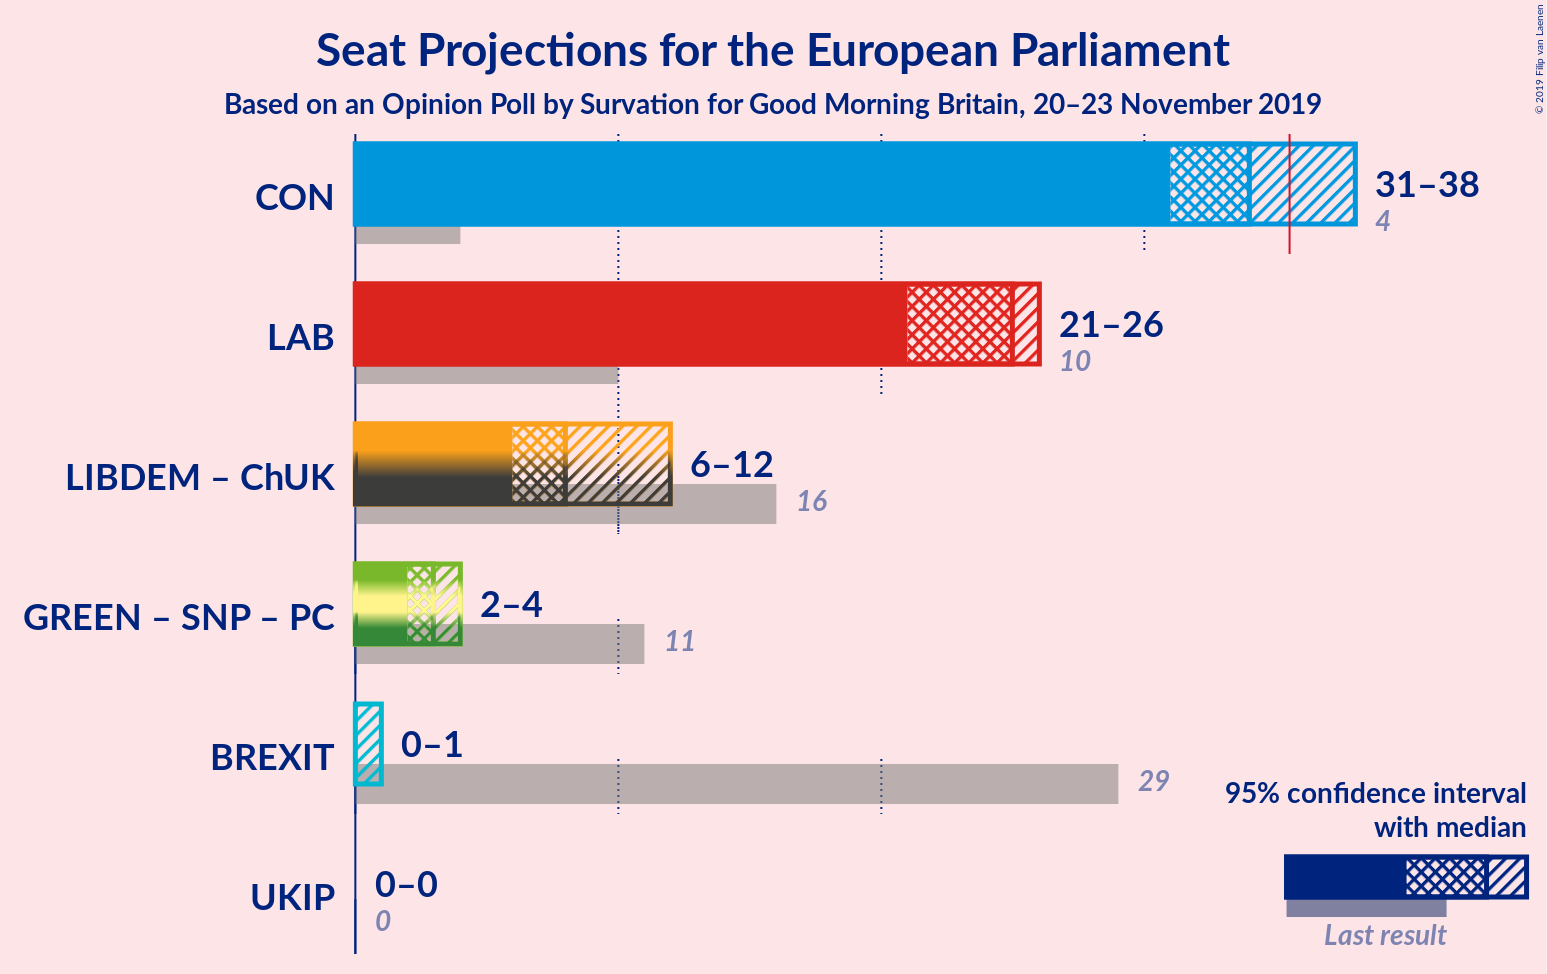 Seat Projections for the European Parliament
Based on an Opinion Poll by Survation for Good Morning Britain, 20–23 November 2019
© 2019 Filip van Laenen
CON
31–38
4
LAB
21–26
10
LIBDEM – ChUK
6–12
16
GREEN – SNP – PC
2–4
11
BREXIT
0–1
29
UKIP
0–0
0
95% confidence interval
with median
Last result